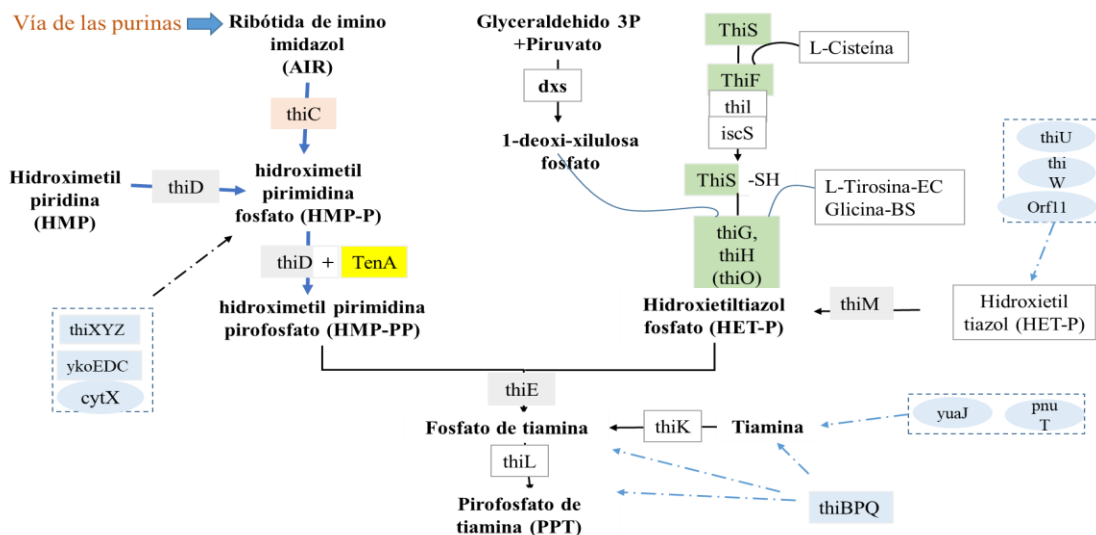 Vía de las purinas
Ribótida de imino
imidazol
(AIR)
Glyceraldehido 3P
+Piruvato
ThiS
L-Cisteína
ThiF
thiI
iscS
dxs
thiC
1-deoxi-xilulosa
fosfato
thiU
thi
W
Orf11
Hidroximetil
piridina
(HMP)
thiD
hidroximetil
pirimidina
fosfato (HMP-P)
ThiS -SH
L-Tirosina-EC
Glicina-BS
thiG,
thiH
(thiO)
thiD + TenA
hidroximetil pirimidina
pirofosfato (HMP-PP)
Hidroxietiltiazol
fosfato (HET-P)
thiM
Hidroxietil
tiazol (HET-P)
thiXYZ
ykoEDC
cytX
thiE
Fosfato de tiamina
thiK
Tiamina
yuaJ
pnu
T
thiL
Pirofosfato de
tiamina (PPT)
thiBPQ